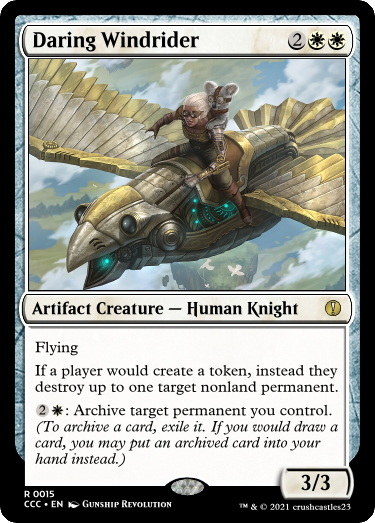 Daring Windrider 2
Artifact Creature — Human Knight
Flying
If a player would create a token, instead they
destroy up to one target nonland permanent.
2: Archive target permanent you control.
(To archive a card, exile it. If you would draw a
card, you may put an archived card into your
hand instead.)
3/3
R 0015
CCC • EN Gunship Revolution
™ & © 2021 crushcastles23